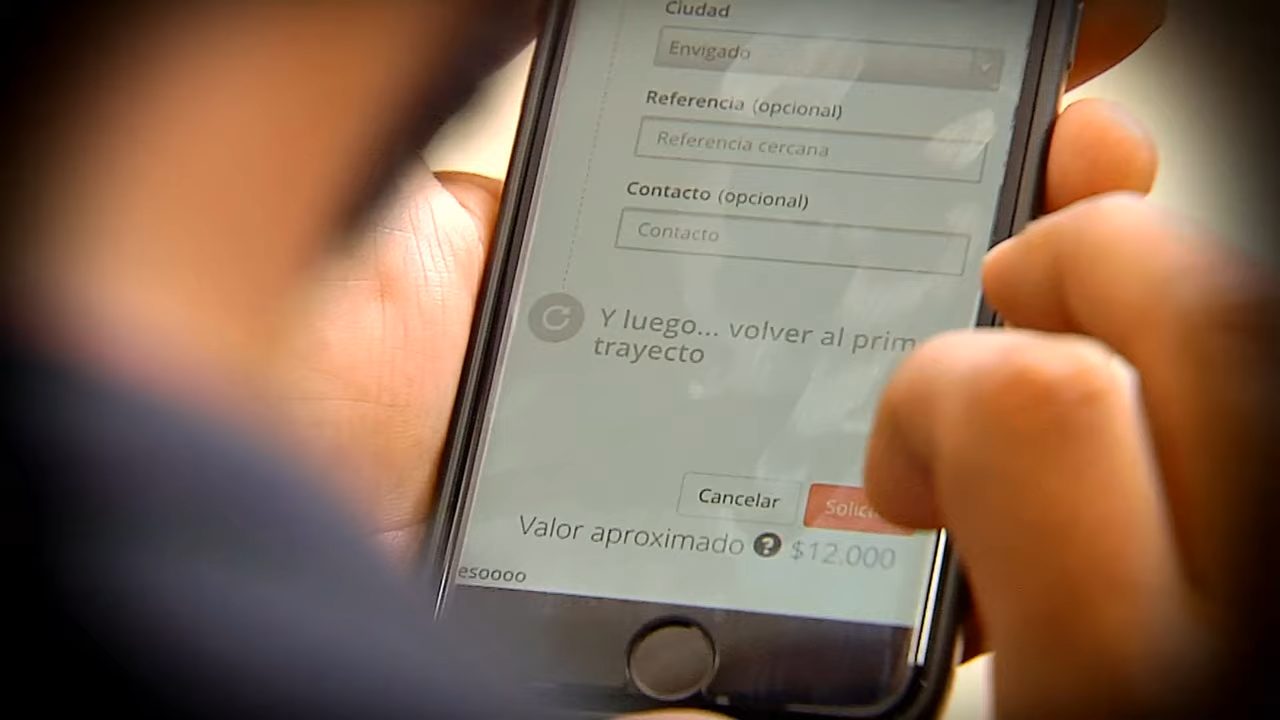 Ciudad
Envigado
Referencia (opcional)
Referencia cercana
Contacto (opcional)
Contacto
Y luego... volver al prim
trayecto
Cancelar
Solici
Valor aproximado ? $12.000
esoooo